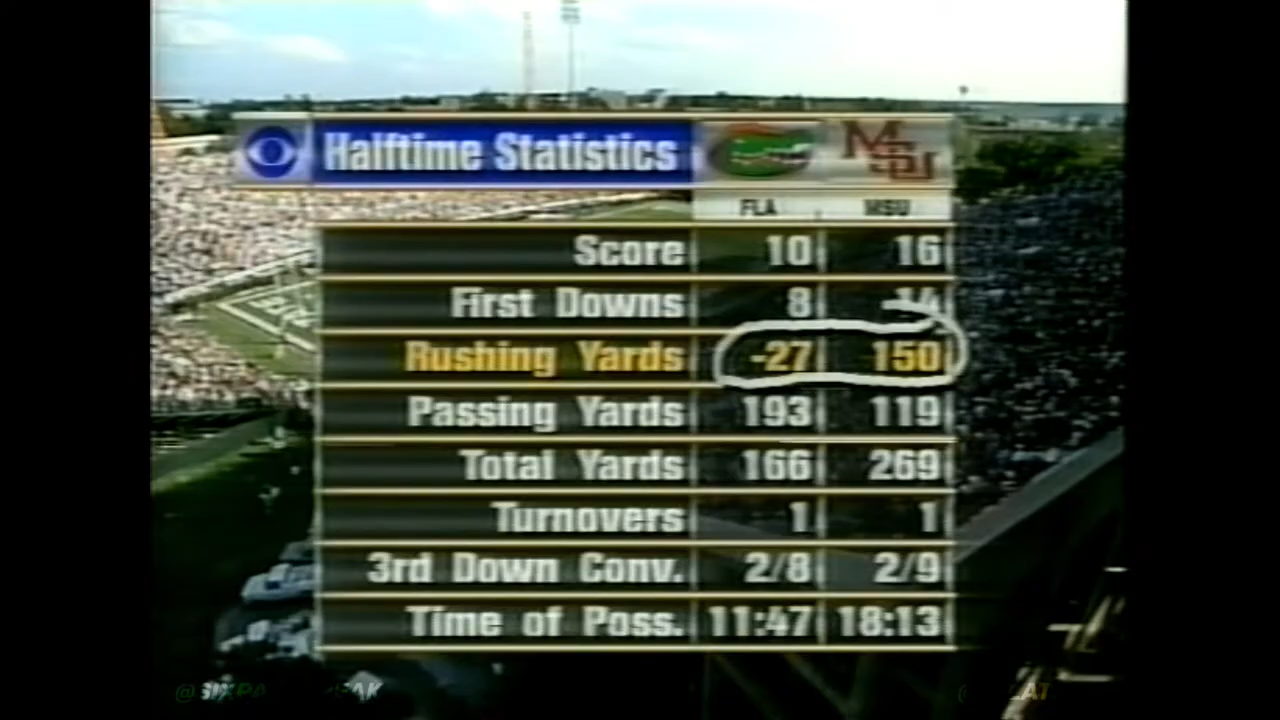 Halftime Statistics MSU
FLA MSU
Score 10 16
First Downs 8 14
Rushing Yards -27 150
Passing Yards 193 119
Total Yards 166 269
Turnovers 1 1
3rd Down Conv. 2/8 2/9
Time of Poss. 11:47 18:13